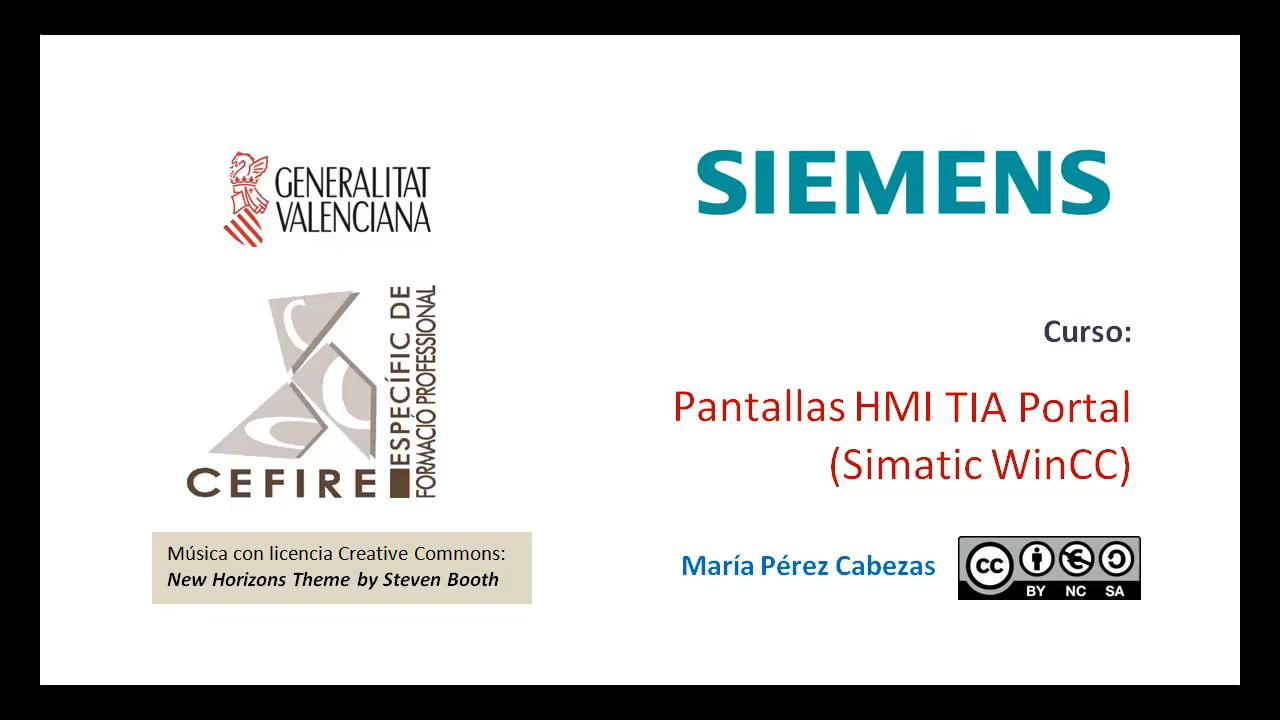 GENERALITAT
VALENCIANA
CEFIRE
ESPECÍFIC DE
FORMACIÓ PROFESSIONAL
Música con licencia Creative Commons:
New Horizons Theme by Steven Booth
SIEMENS
Curso:
Pantallas HMI TIA Portal
(Simatic WinCC)
María Pérez Cabezas
cc
BY NC SA